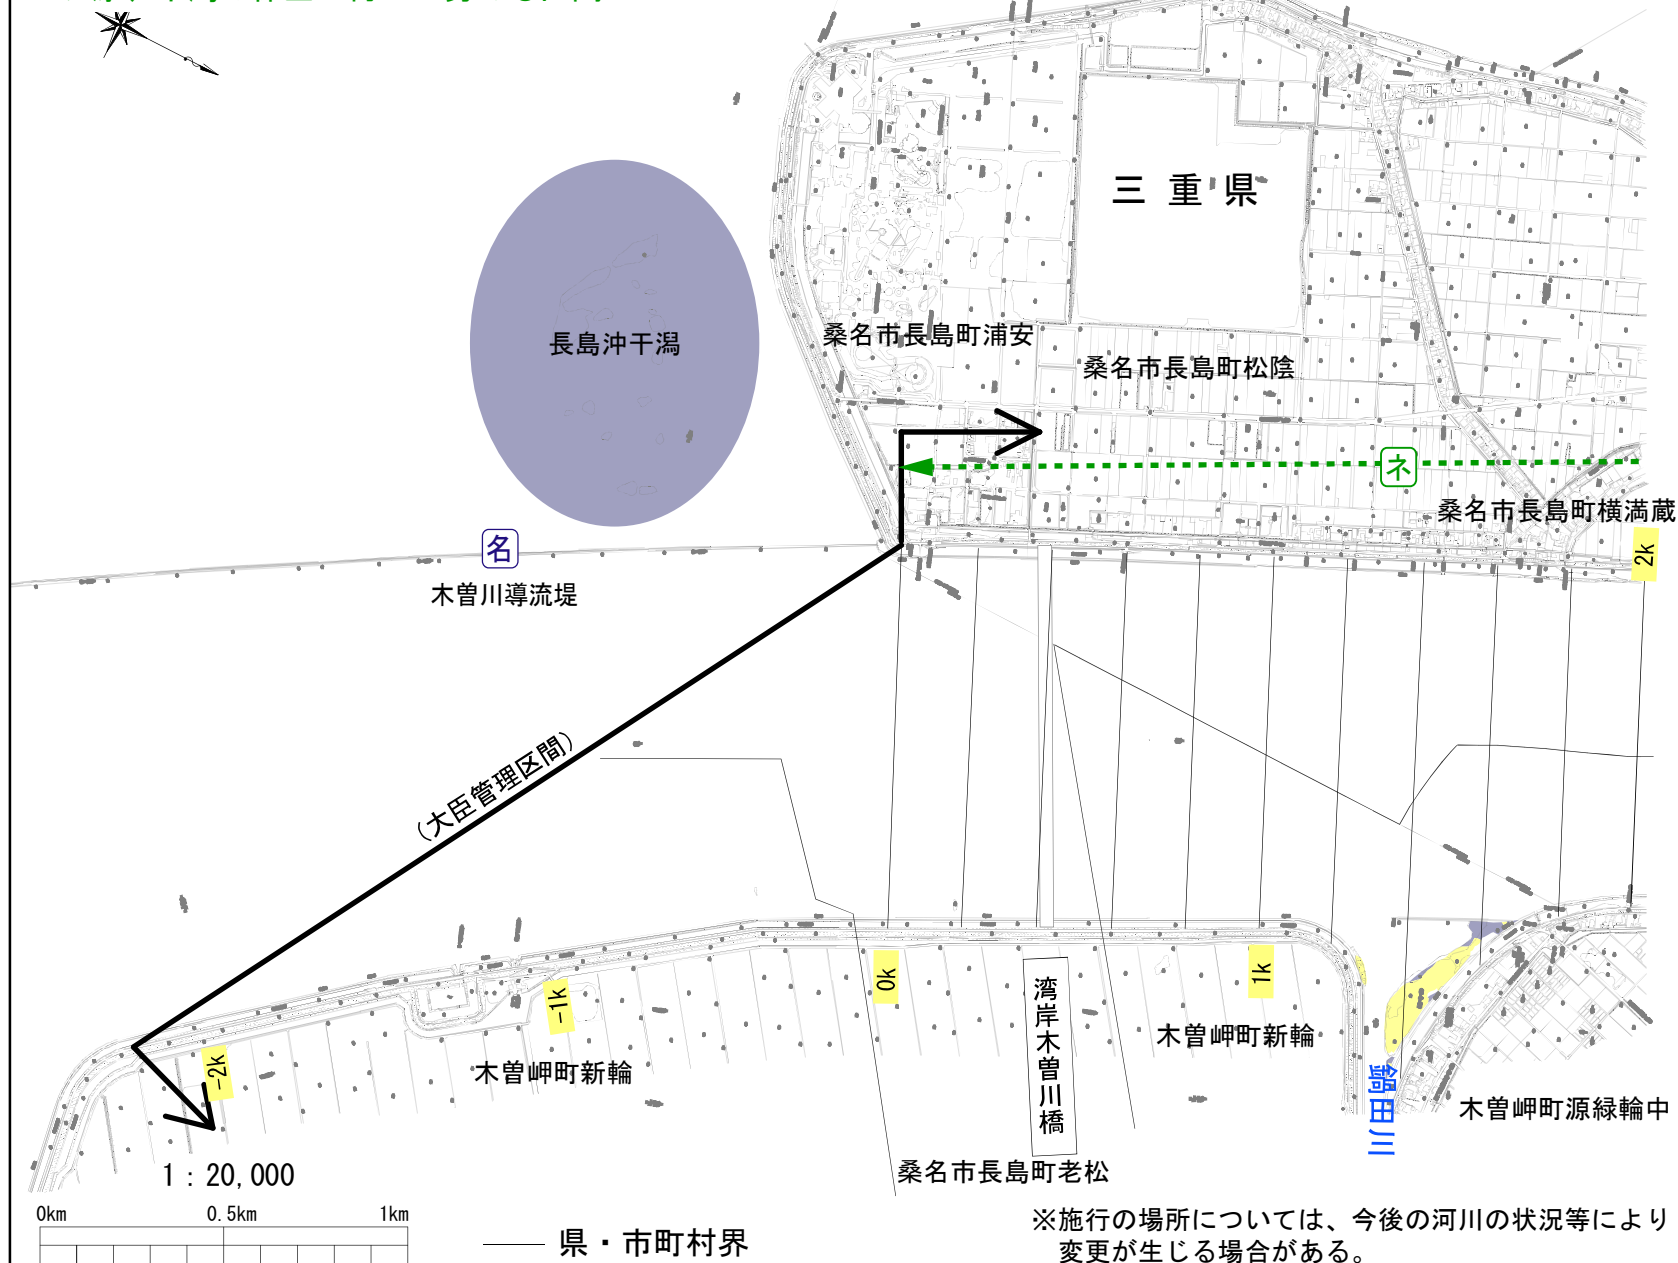 三重県
長島沖干潟
桑名市長島町浦安
桑名市長島町松陰
ネ
桑名市長島町横満蔵
2k
名
木曽川導流堤
(大臣管理区間)
-2k
-1k
0k
1k
木曽岬町新輪
湾岸木曽川橋
木曽岬町新輪
鍋田川
木曽岬町源緑輪中
桑名市長島町老松
1：20,000
0km
0.5km
1km
県・市町村界
※施行の場所については、今後の河川の状況等により
変更が生じる場合がある。